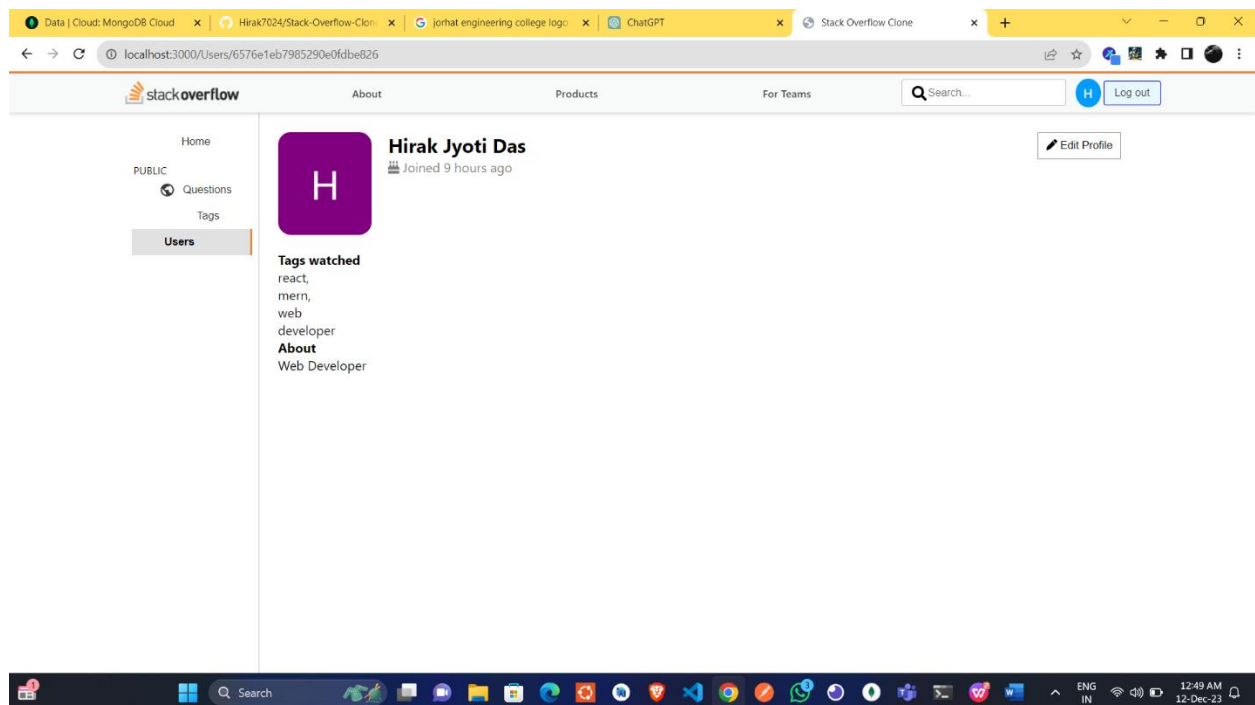 Data | Cloud: MongoDB Cloud
Hirak7024/Stack-Overflow-Clon
jorhat engineering college logo
ChatGPT
Stack Overflow Clone
localhost:3000/Users/6576e1eb7985290e0fdbe826
stackoverflow
About
Products
For Teams
Search...
H
Log out
Home
PUBLIC
Questions
Tags
Users
H
Hirak Jyoti Das
Joined 9 hours ago
Edit Profile
Tags watched
react,
mern,
web
developer
About
Web Developer
1
Search
3
ENG
IN
12:49 AM
12-Dec-23